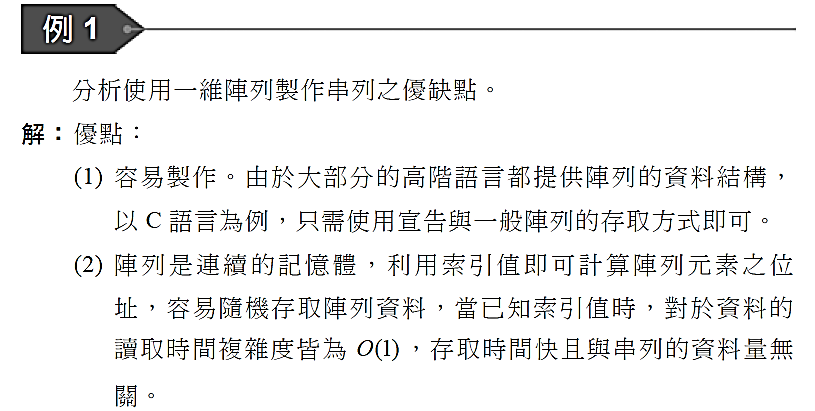 例 1
分析使用一維陣列製作串列之優缺點。
解：優點：
(1) 容易製作。由於大部分的高階語言都提供陣列的資料結構，
以 C 語言為例，只需使用宣告與一般陣列的存取方式即可。
(2) 陣列是連續的記憶體，利用索引值即可計算陣列元素之位
址，容易隨機存取陣列資料，當已知索引值時，對於資料的
讀取時間複雜度皆為 O(1)，存取時間快且與串列的資料量無
關。